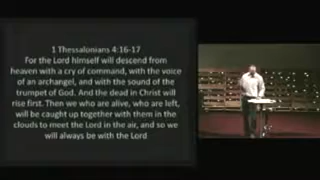 1 Thessalonians 4:16-17
For the Lord himself will descend from
heaven with a cry of command, with the voice
of an archangel, and with the sound of the
trumpet of God. And the dead in Christ will
rise first. Then we who are alive, who are left,
will be caught up together with them in the
clouds to meet the Lord in the air, and so we
will always be with the Lord